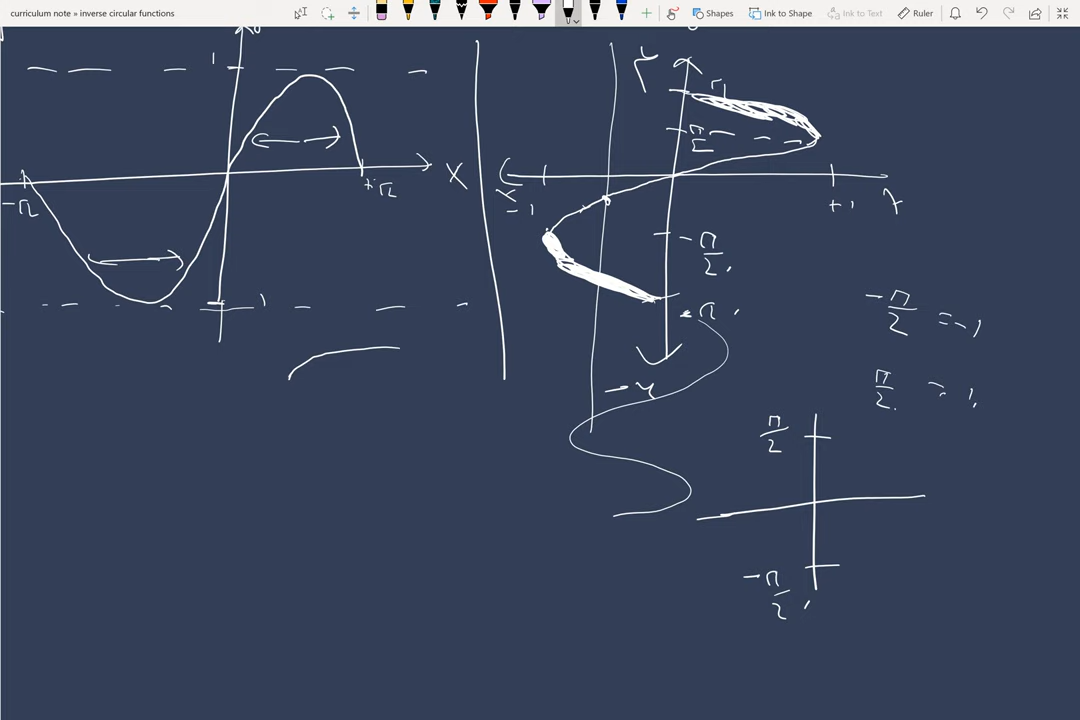 curriculum note » inverse circular functions
Shapes
Ink to Shape
Ink to Text
Ruler
1
X
-π
+π
1
Y
π
π/2
X
-1
+1
-π/2
-π
-y
-π/2 = -1
π/2 = 1
π/2
-π/2